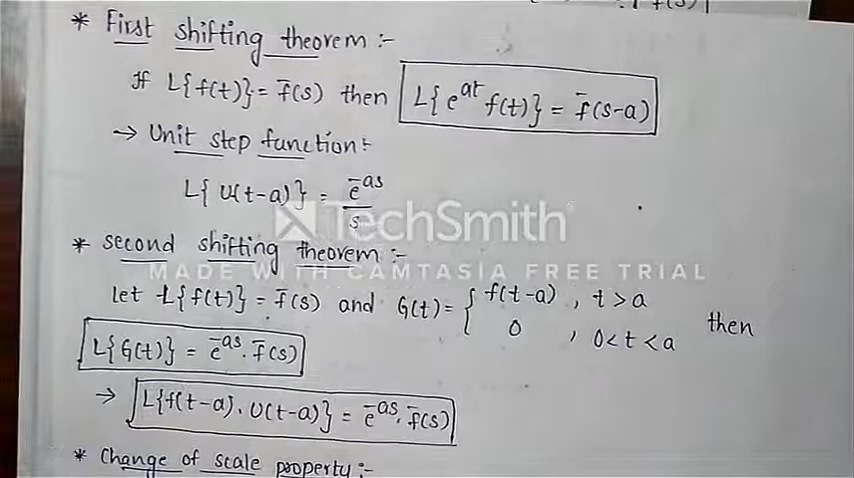 * First shifting theorem :-
If L{f(t)} = f̄(s) then L{e^{at} f(t)} = f̄(s-a)
→ Unit step function :-
L{U(t-a)} = e^{-as}/s
TechSmith
* second shifting theorem :-
MADE WITH CAMTASIA FREE TRIAL
let L{f(t)} = f̄(s) and G(t) = { f(t-a) , t > a
0 , 0 < t < a then
L{G(t)} = e^{-as} . f̄(s)
→ L{f(t-a) . U(t-a)} = e^{-as} . f̄(s)
* Change of scale property :-